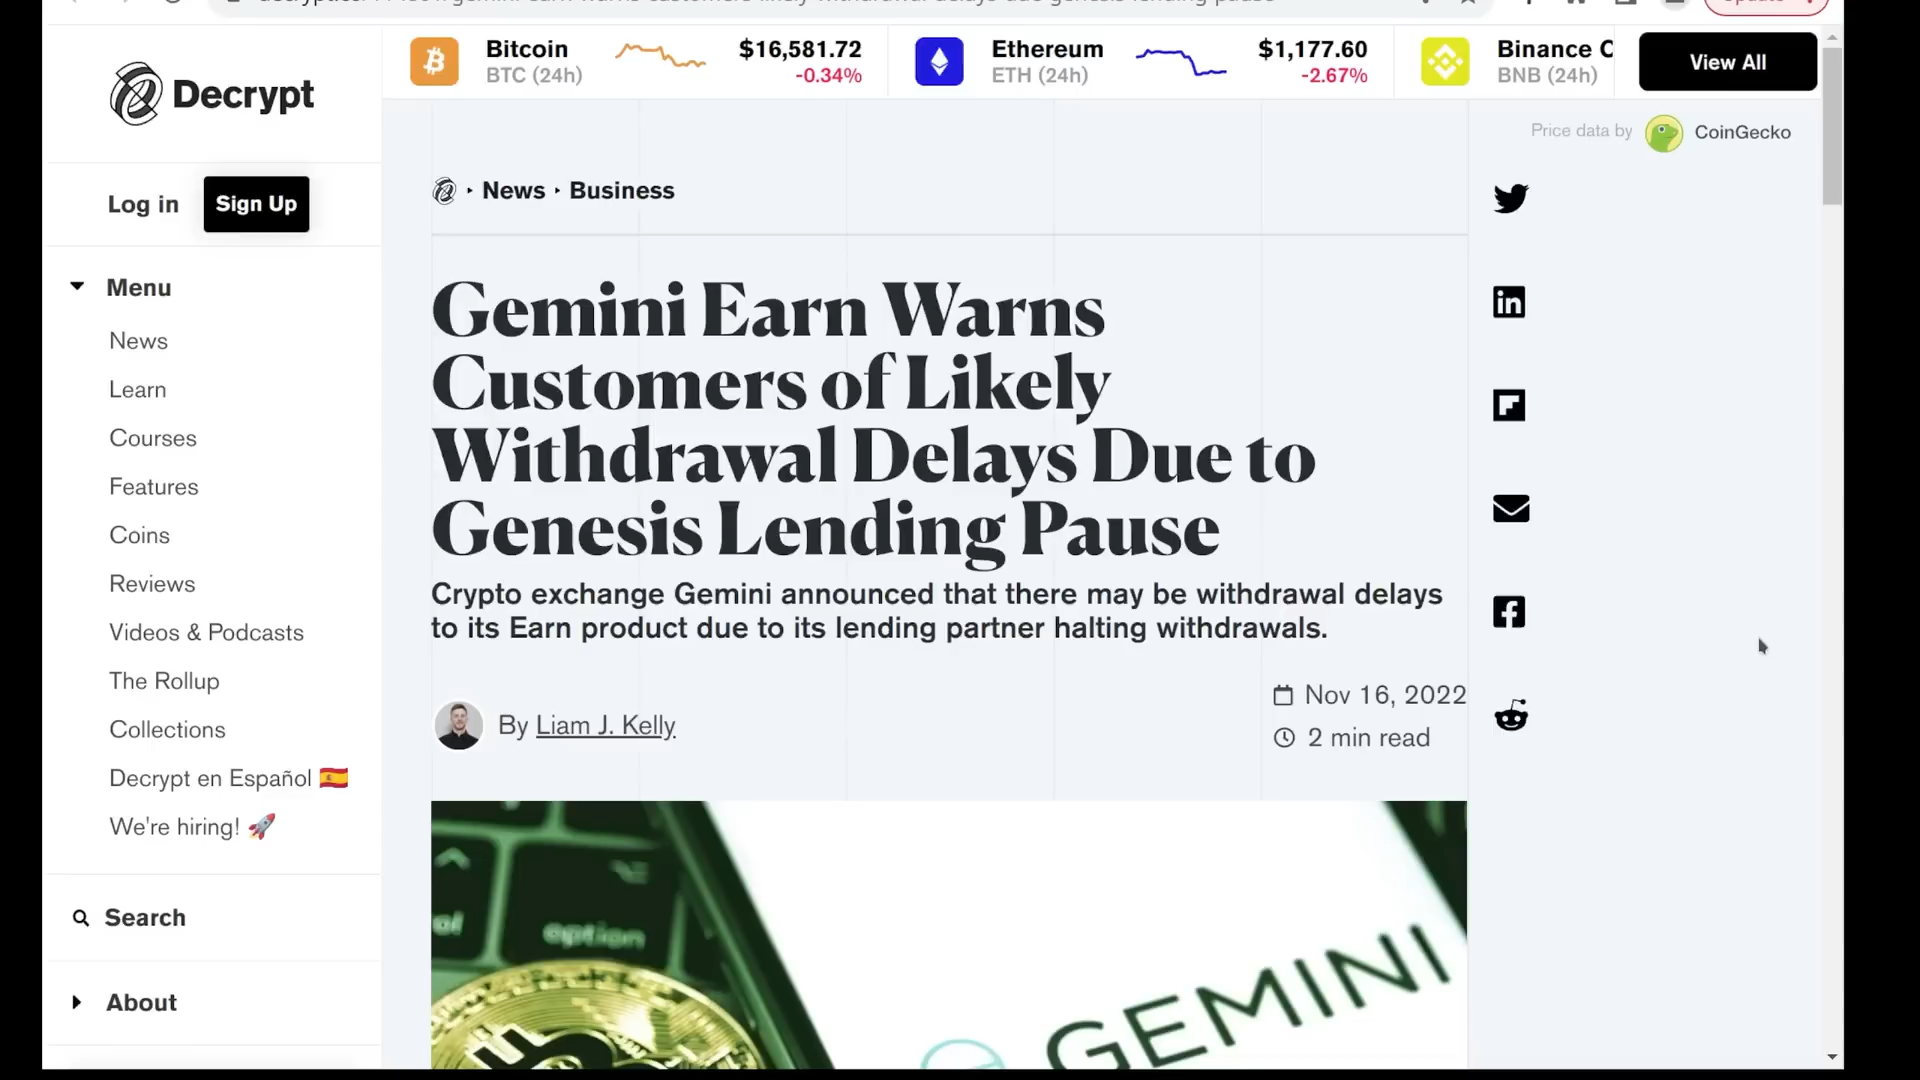 Bitcoin
BTC (24h)
$16,581.72
-0.34%
Ethereum
ETH (24h)
$1,177.60
-2.67%
Binance C
BNB (24h)
View All
Decrypt
Price data by CoinGecko
Log in
Sign Up
News
Business
Menu
News
Learn
Courses
Features
Coins
Reviews
Videos & Podcasts
The Rollup
Collections
Decrypt en Español 🇪🇸
We're hiring! 🚀
Search
About
Gemini Earn Warns
Customers of Likely
Withdrawal Delays Due to
Genesis Lending Pause
Crypto exchange Gemini announced that there may be withdrawal delays
to its Earn product due to its lending partner halting withdrawals.
By Liam J. Kelly
Nov 16, 2022
2 min read
option
GEMINI